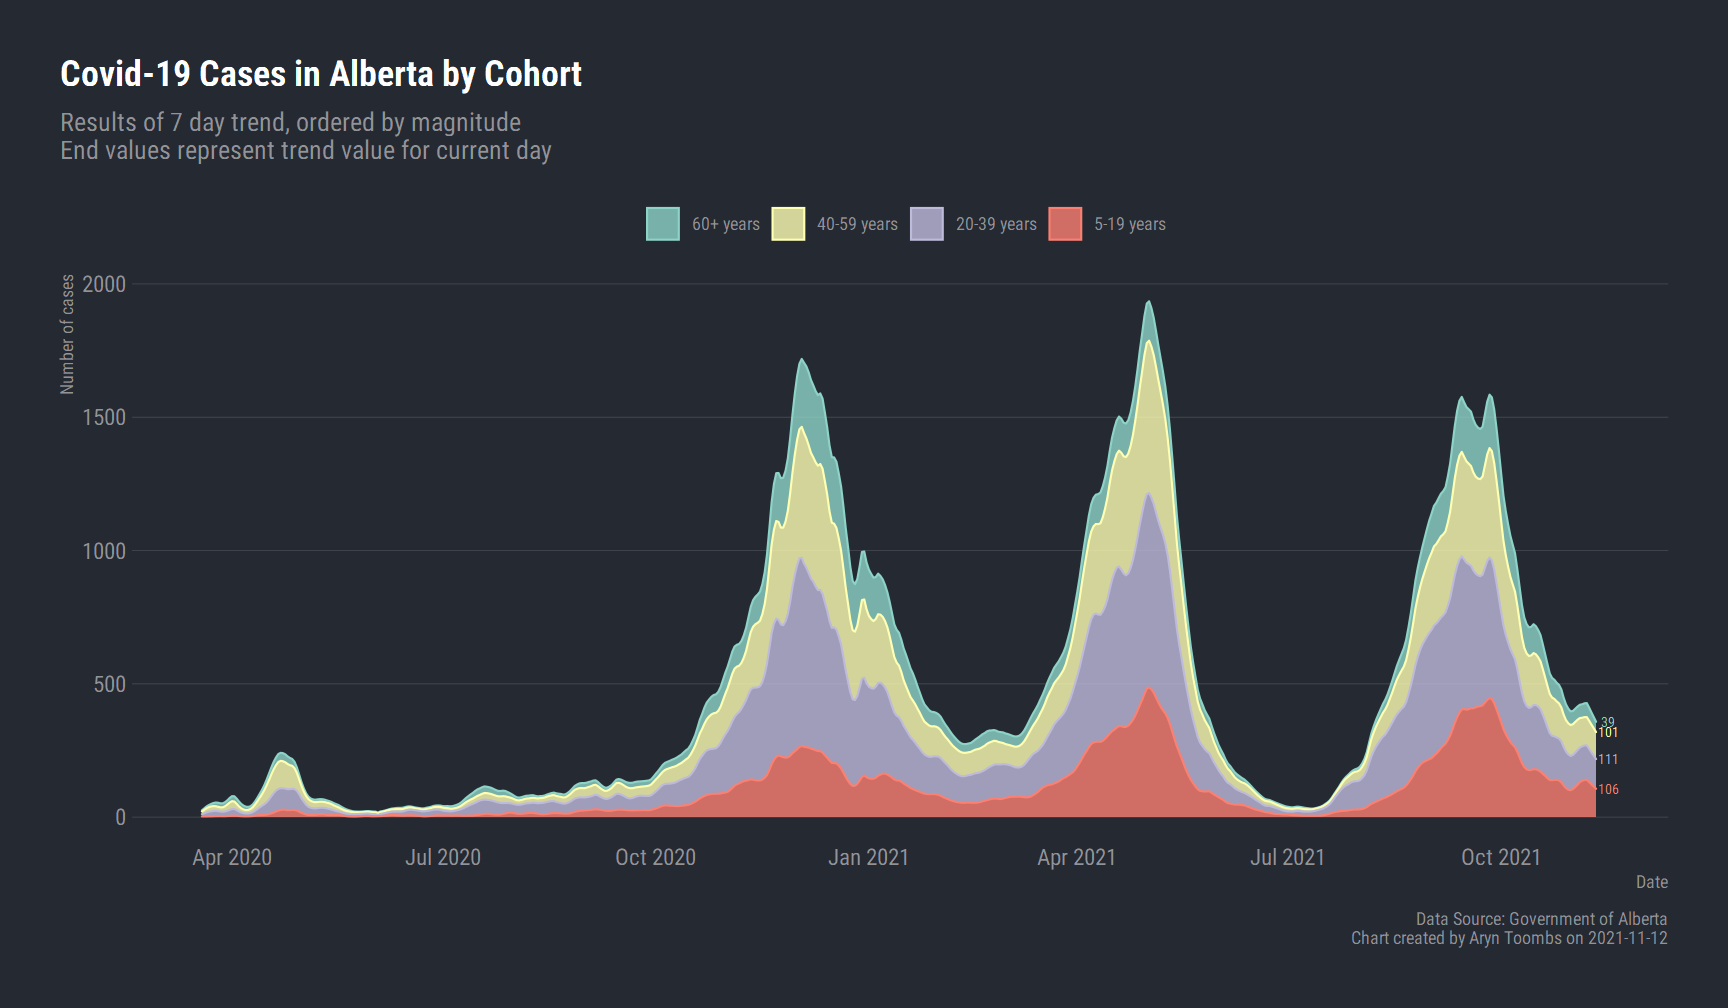 Covid-19 Cases in Alberta by Cohort
Results of 7 day trend, ordered by magnitude
End values represent trend value for current day
60+ years
40-59 years
20-39 years
5-19 years
Number of cases
2000
1500
1000
500
0
39
101
111
106
Apr 2020
Jul 2020
Oct 2020
Jan 2021
Apr 2021
Jul 2021
Oct 2021
Date
Data Source: Government of Alberta
Chart created by Aryn Toombs on 2021-11-12